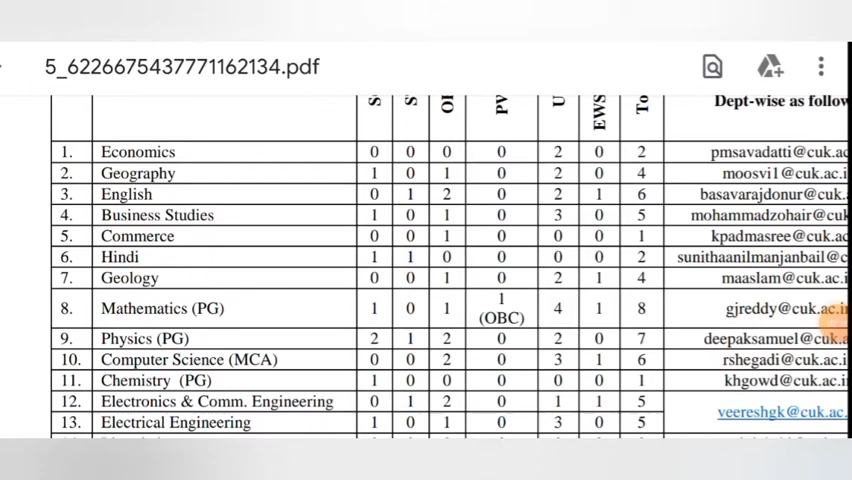 5_6226675437771162134.pdf
EWS Dept-wise as follow
1. Economics 0 0 0 0 2 0 2 pmsavadatti@cuk.ac
2. Geography 1 0 1 0 2 0 4 moosvi1@cuk.ac.i
3. English 0 1 2 0 2 1 6 basavarajdonur@cuk.
4. Business Studies 1 0 1 0 3 0 5 mohammadzohair@cuk
5. Commerce 0 0 1 0 0 0 1 kpadmasree@cuk.ac
6. Hindi 1 1 0 0 0 0 2 sunithaanilmanjanbail@c
7. Geology 0 0 1 0 2 1 4 maaslam@cuk.ac.i
8. Mathematics (PG) 1 0 1 1 (OBC) 4 1 8 gjreddy@cuk.ac.in
9. Physics (PG) 2 1 2 0 2 0 7 deepaksamuel@cuk.a
10. Computer Science (MCA) 0 0 2 0 3 1 6 rshegadi@cuk.ac.i
11. Chemistry (PG) 1 0 0 0 0 0 1 khgowd@cuk.ac.i
12. Electronics & Comm. Engineering 0 1 2 0 1 1 5 veereshgk@cuk.ac.
13. Electrical Engineering 1 0 1 0 3 0 5